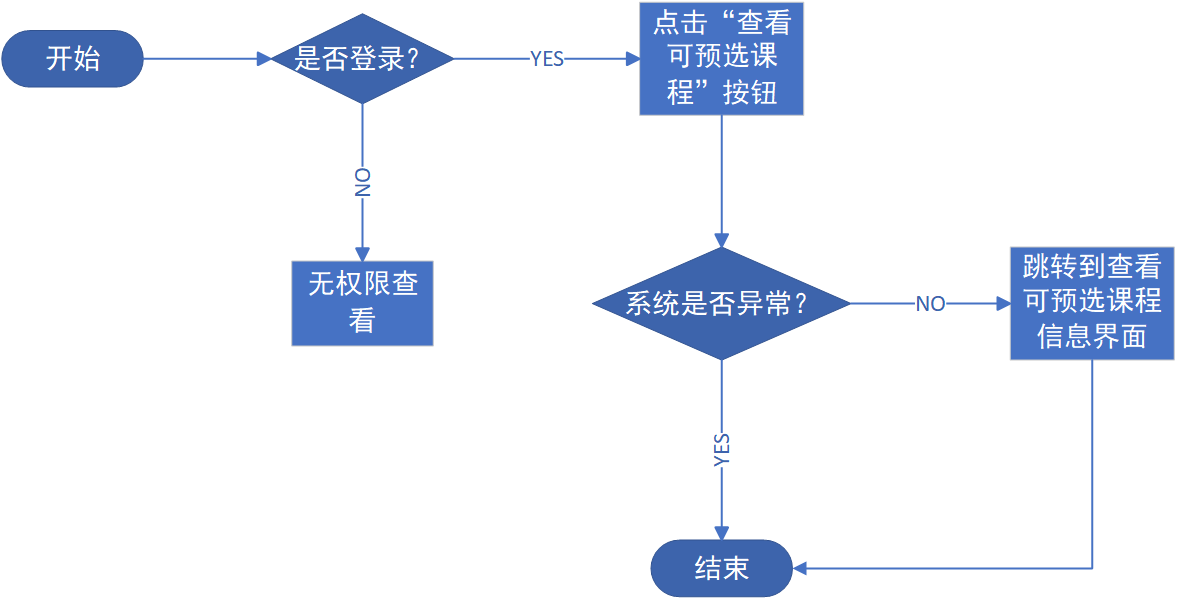 开始
是否登录?
YES
点击“查看
可预选课
程”按钮
NO
无权限查
看
系统是否异常?
NO
跳转到查看
可预选课程
信息界面
YES
结束